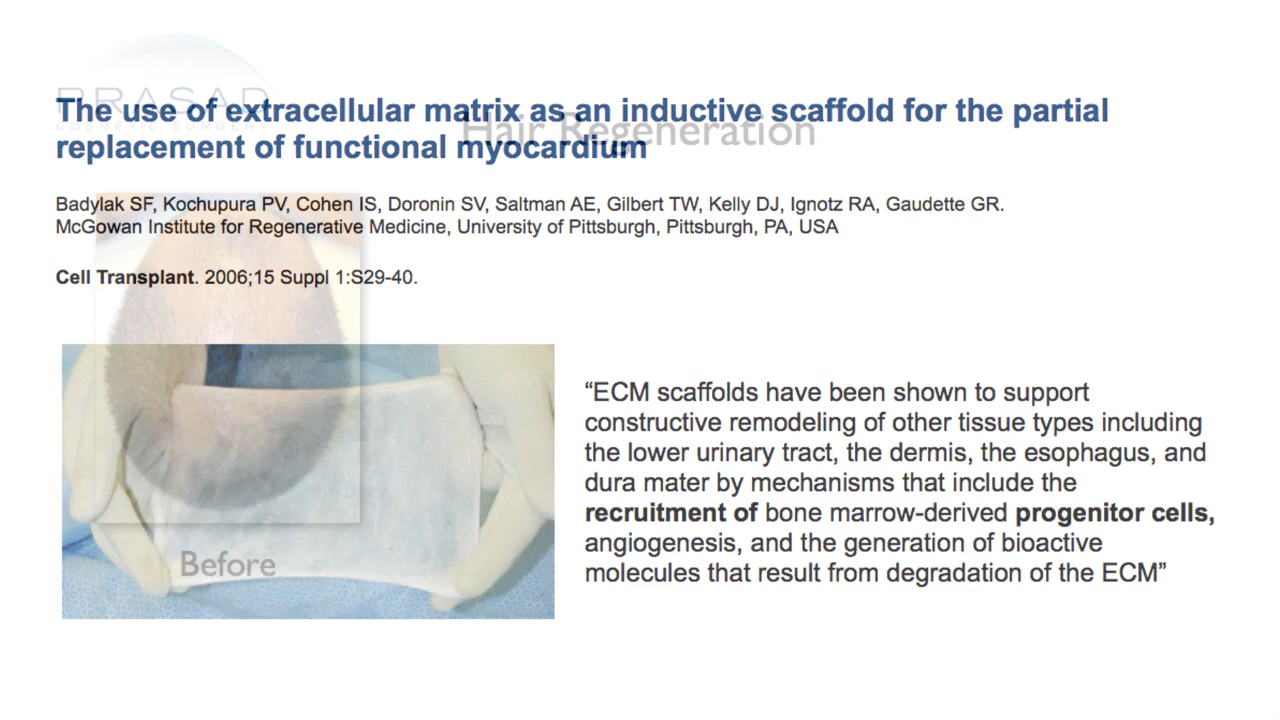 PRASAD
COSMETIC SURGERY
Hair Regeneration
The use of extracellular matrix as an inductive scaffold for the partial
replacement of functional myocardium
Badylak SF, Kochupura PV, Cohen IS, Doronin SV, Saltman AE, Gilbert TW, Kelly DJ, Ignotz RA, Gaudette GR.
McGowan Institute for Regenerative Medicine, University of Pittsburgh, Pittsburgh, PA, USA
Cell Transplant. 2006;15 Suppl 1:S29-40.
“ECM scaffolds have been shown to support
constructive remodeling of other tissue types including
the lower urinary tract, the dermis, the esophagus, and
dura mater by mechanisms that include the
recruitment of bone marrow-derived progenitor cells,
angiogenesis, and the generation of bioactive
molecules that result from degradation of the ECM”
Before